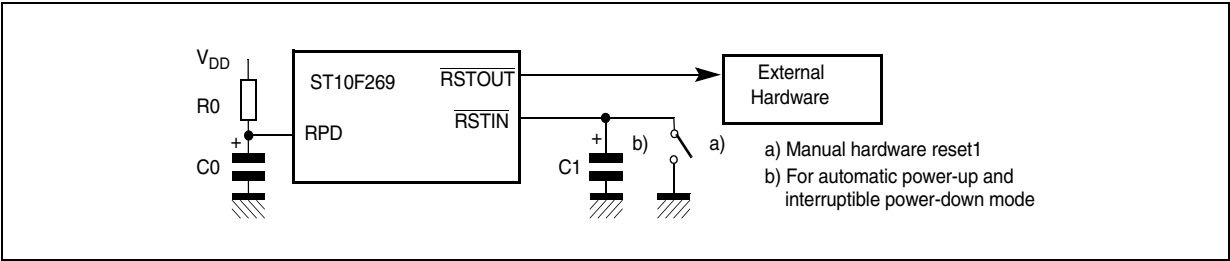 VDD
R0
+
C0
RPD
ST10F269
RSTOUT
RSTIN
External
Hardware
+
C1
b)
a)
a) Manual hardware reset1
b) For automatic power-up and
interruptible power-down mode